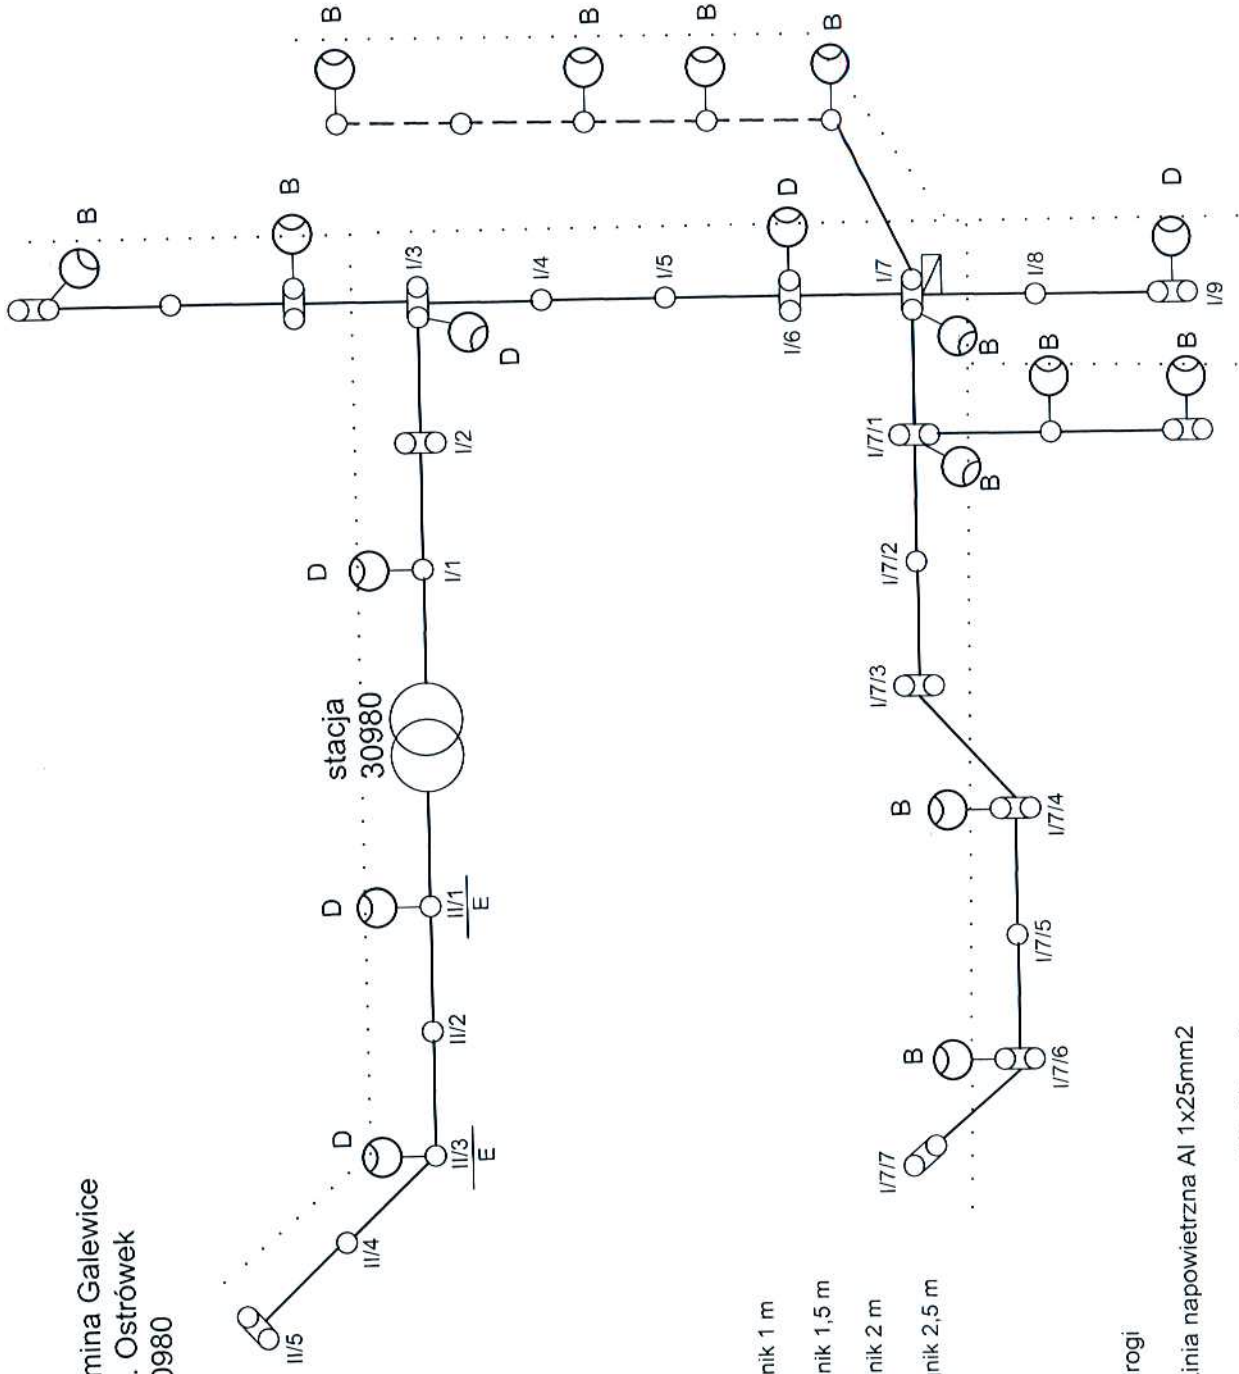 mina Galewice
. Ostrówek
0980
B
B
B
II/5
D
stacja
30980
D
D
II/4
I/3
I/1
II/1
E
II/2
II/3
E
I/2
D
I/4
B
I/5
B
nik 1 m
D
I/6
nik 1,5 m
B
nik 2 m
I/7/3
I/7/1
I/7
I/7/7
I/7/2
B
B
nik 2,5 m
B
B
I/8
I/7/5
B
I/7/4
I/7/6
B
rogi
D
B
inia napowietrzna Al 1x25mm2
I/9